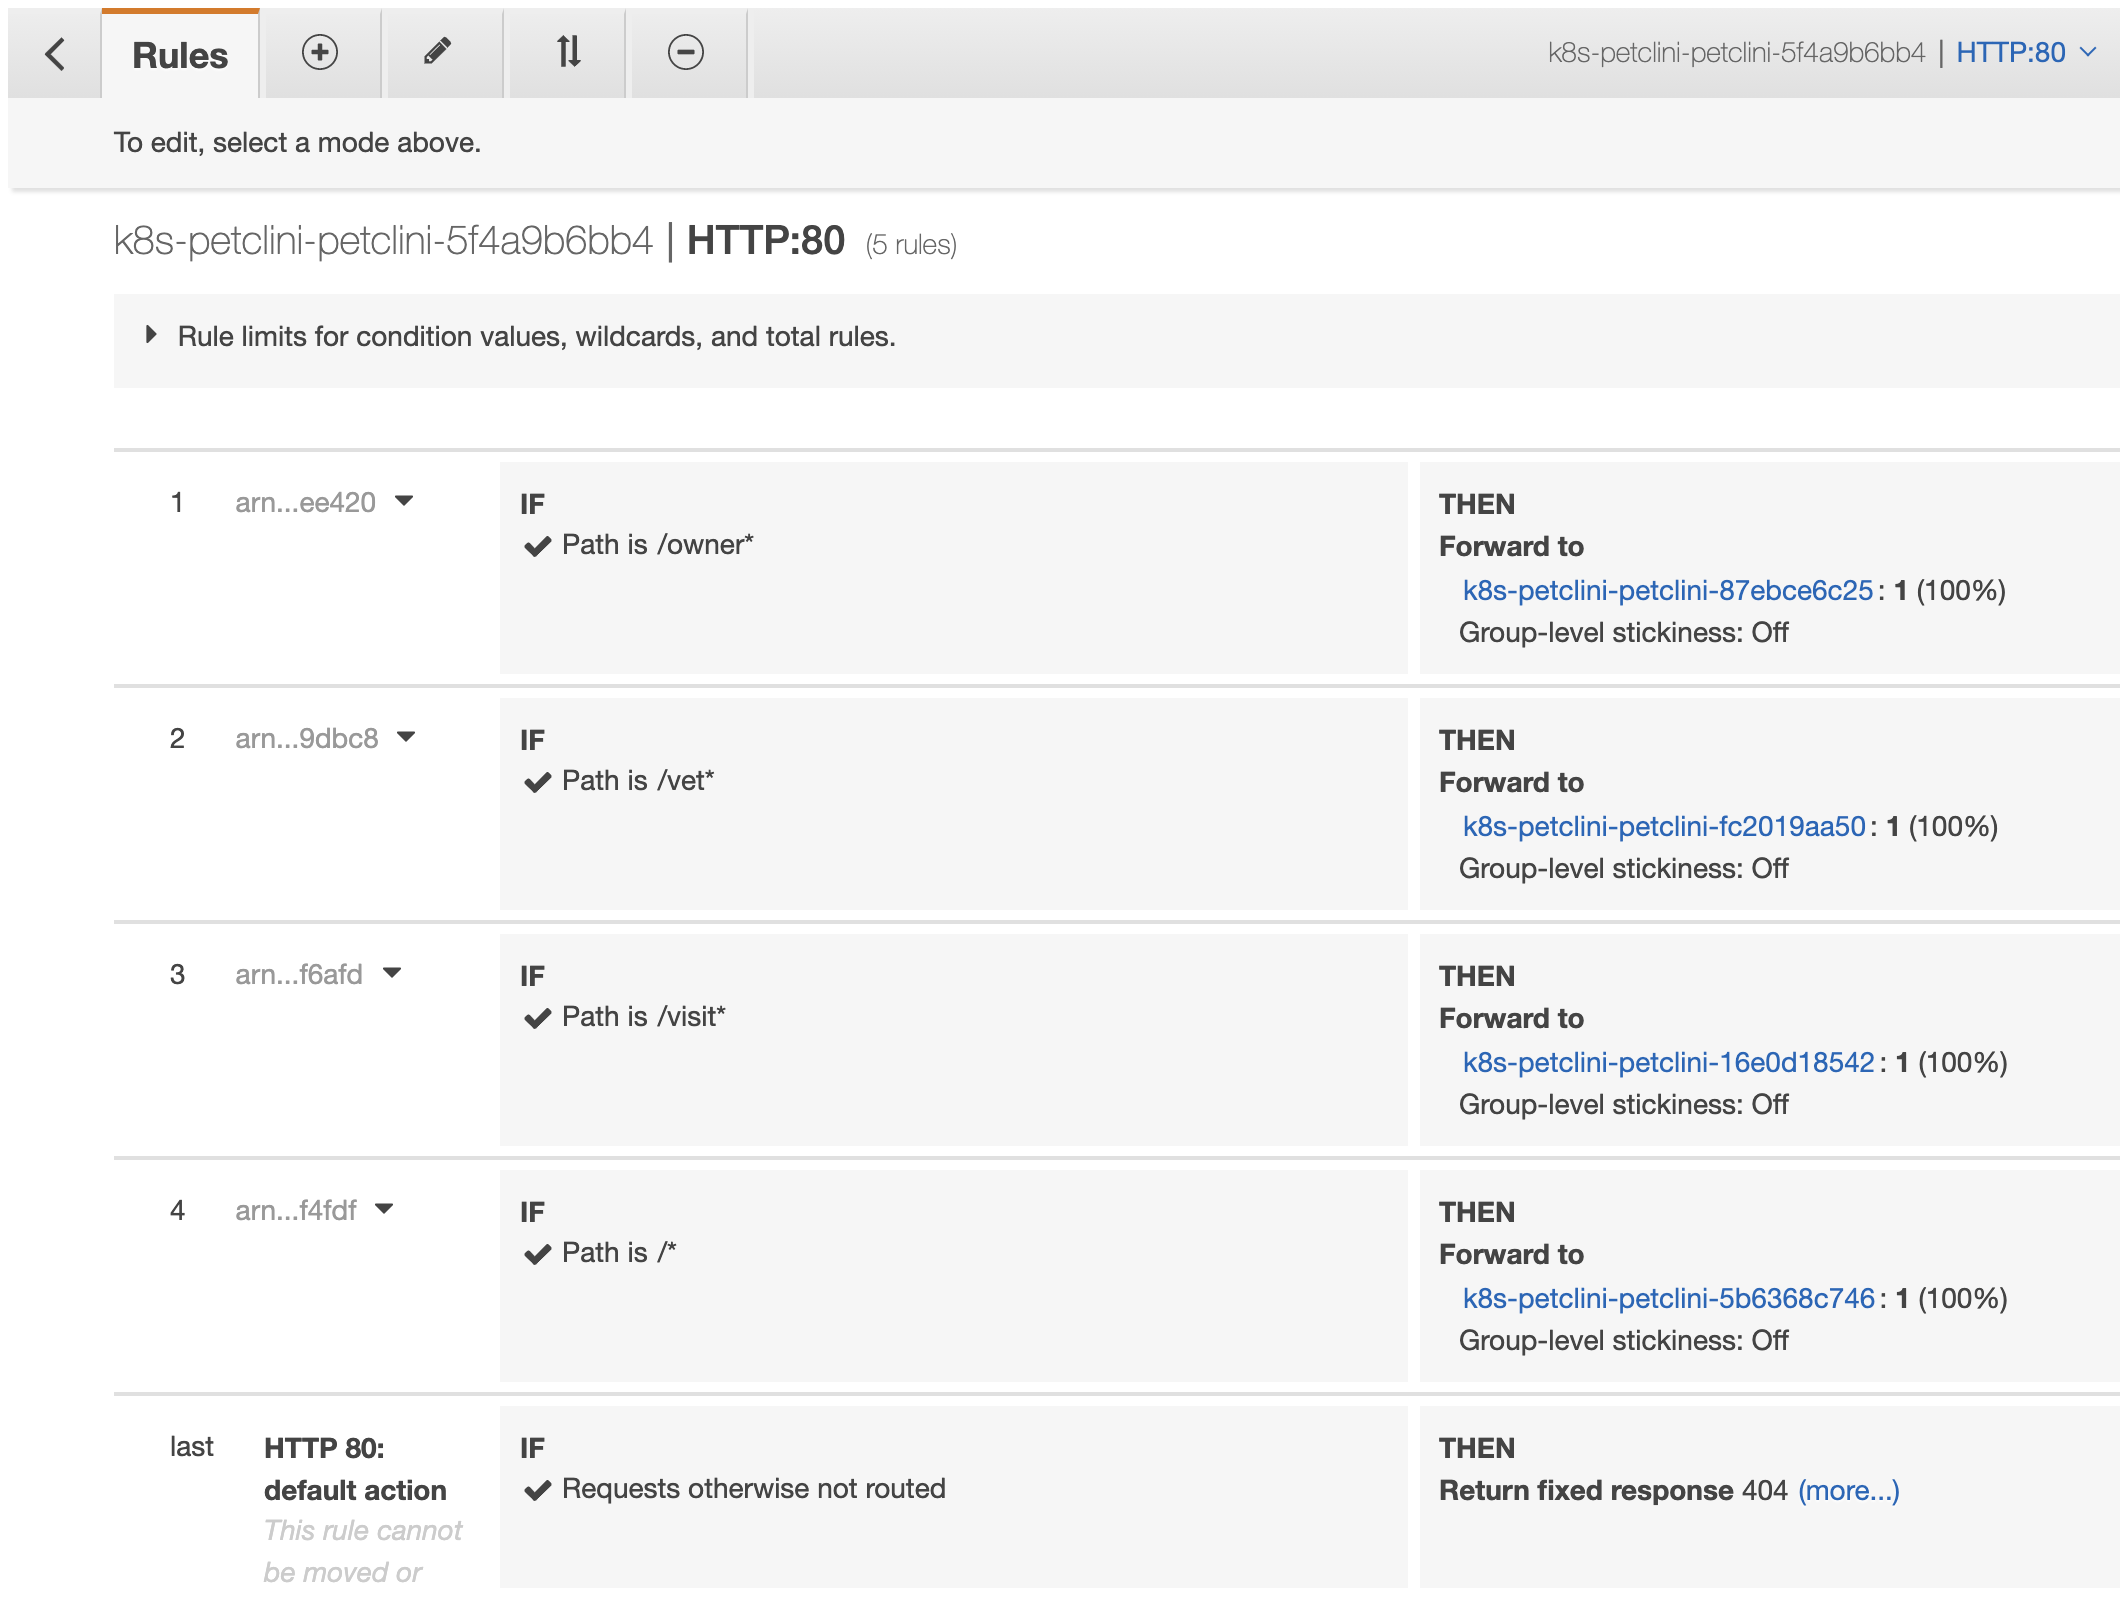 Rules
k8s-petclini-petclini-5f4a9b6bb4 | HTTP:80
To edit, select a mode above.
k8s-petclini-petclini-5f4a9b6bb4 | HTTP:80 (5 rules)
Rule limits for condition values, wildcards, and total rules.
1 arn...ee420
IF
Path is /owner*
THEN
Forward to
k8s-petclini-petclini-87ebce6c25: 1 (100%)
Group-level stickiness: Off
2 arn...9dbc8
IF
Path is /vet*
THEN
Forward to
k8s-petclini-petclini-fc2019aa50: 1 (100%)
Group-level stickiness: Off
3 arn...f6afd
IF
Path is /visit*
THEN
Forward to
k8s-petclini-petclini-16e0d18542: 1 (100%)
Group-level stickiness: Off
4 arn...f4fdf
IF
Path is /*
THEN
Forward to
k8s-petclini-petclini-5b6368c746: 1 (100%)
Group-level stickiness: Off
last
HTTP 80:
default action
This rule cannot
be moved or
IF
Requests otherwise not routed
THEN
Return fixed response 404 (more...)